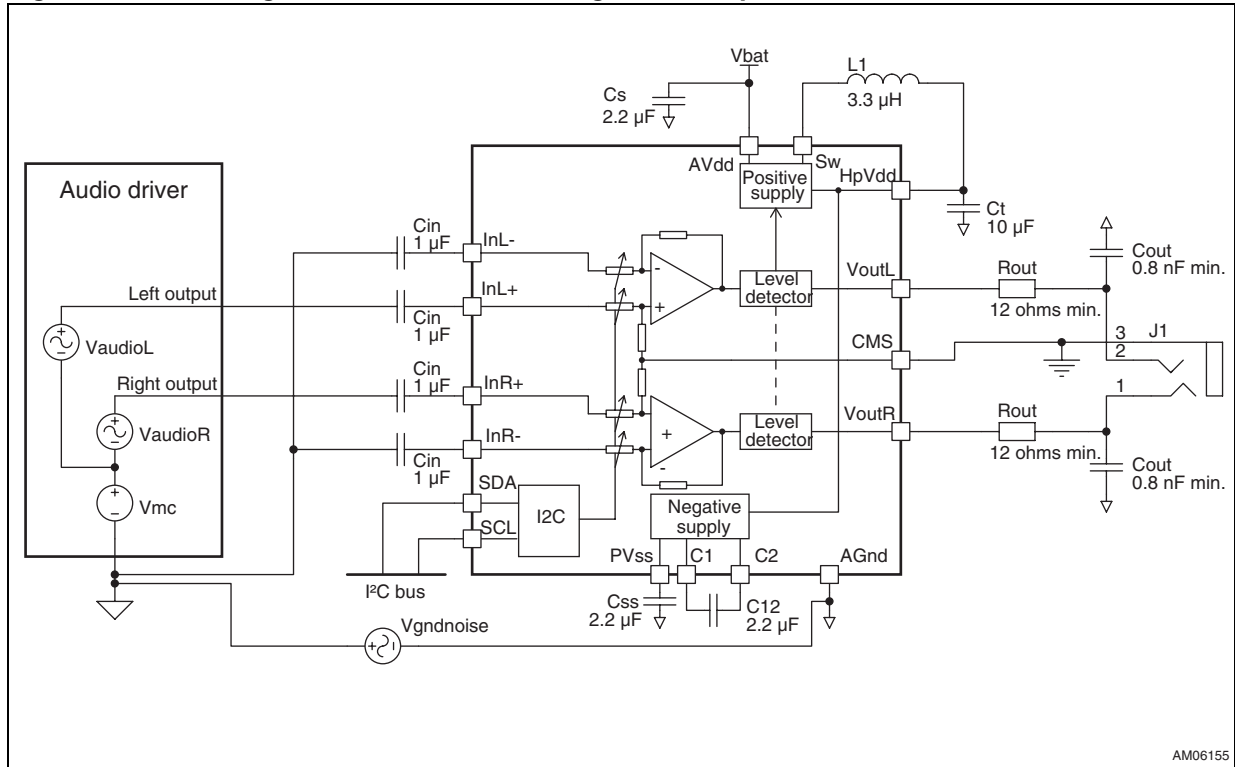 Vbat
L1
3.3 µH
Cs
2.2 µF
AVdd
Sw
HpVdd
Positive
supply
Ct
10 µF
Audio driver
Cin
1 µF
InL-
-
Level
detector
VoutL
Rout
12 ohms min.
Cout
0.8 nF min.
Left output
Cin
1 µF
InL+
+
VaudioL
CMS
3
2
J1
Right output
Cin
1 µF
InR+
1
VaudioR
+
Level
detector
VoutR
Rout
12 ohms min.
Cin
1 µF
InR-
-
Cout
0.8 nF min.
Vmc
SDA
SCL
I2C
Negative
supply
PVss
C1
C2
AGnd
I²C bus
Css
2.2 µF
C12
2.2 µF
Vgndnoise
AM06155